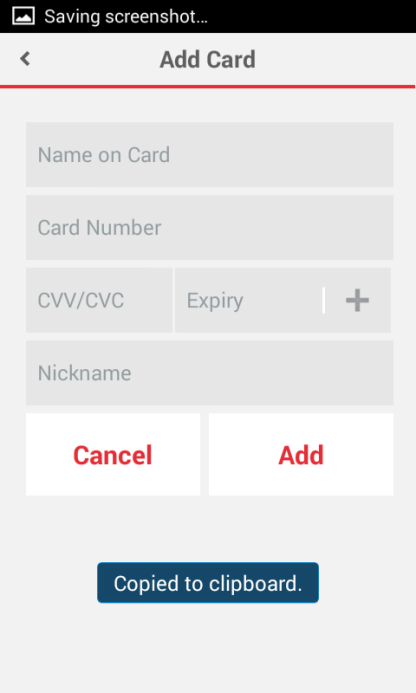 Saving screenshot...
Add Card
Name on Card
Card Number
CVV/CVC Expiry
Nickname
Cancel Add
Copied to clipboard.